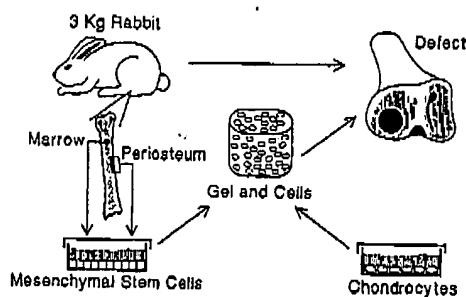 3 Kg Rabbit
Defect
Marrow
Periosteum
Gel and Cells
Mesenchymal Stem Cells
Chondrocytes